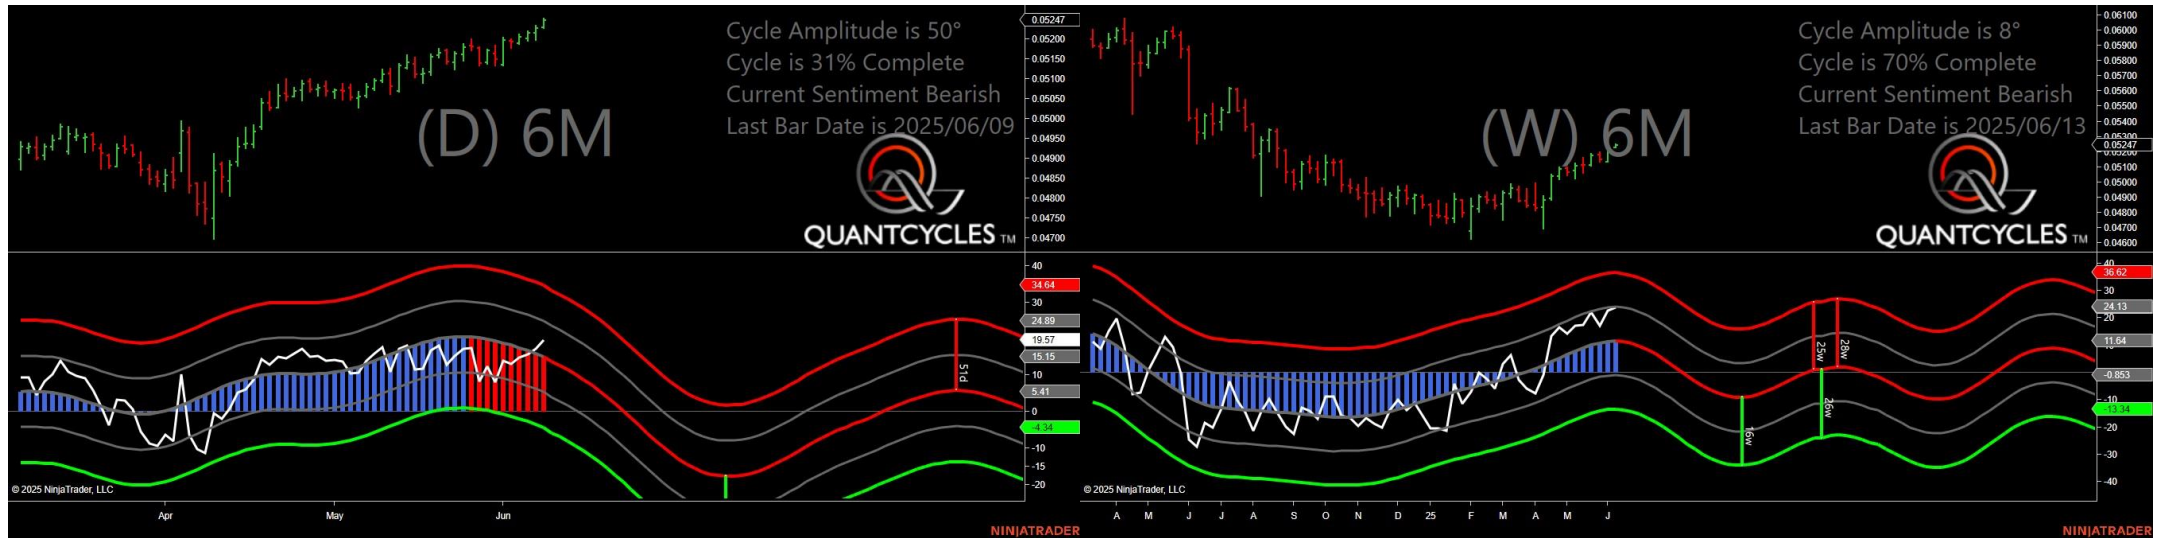 Cycle Amplitude is 50°
Cycle is 31% Complete
Current Sentiment Bearish
Last Bar Date is 2025/06/09
(D) 6M
QUANTCYCLES TM
0.05247
0.05200
0.05150
0.05100
0.05050
0.05000
0.04950
0.04900
0.04850
0.04800
0.04750
0.04700
40
34.64
30
24.89
19.57
15.15
10
5.41
0
-4.34
-10
-15
-20
51d
© 2025 NinjaTrader, LLC
Apr May Jun
NINJATRADER
Cycle Amplitude is 8°
Cycle is 70% Complete
Current Sentiment Bearish
Last Bar Date is 2025/06/13
(W) 6M
QUANTCYCLES TM
0.06100
0.06000
0.05900
0.05800
0.05700
0.05600
0.05500
0.05400
0.05300
0.05247
0.05200
0.05100
0.05000
0.04900
0.04800
0.04700
0.04600
40
36.62
30
24.13
20
11.64
-0.853
-10
-13.34
-20
-30
-40
25w
28w
26w
16w
© 2025 NinjaTrader, LLC
A M J J A S O N D 25 F M A M J
NINJATRADER